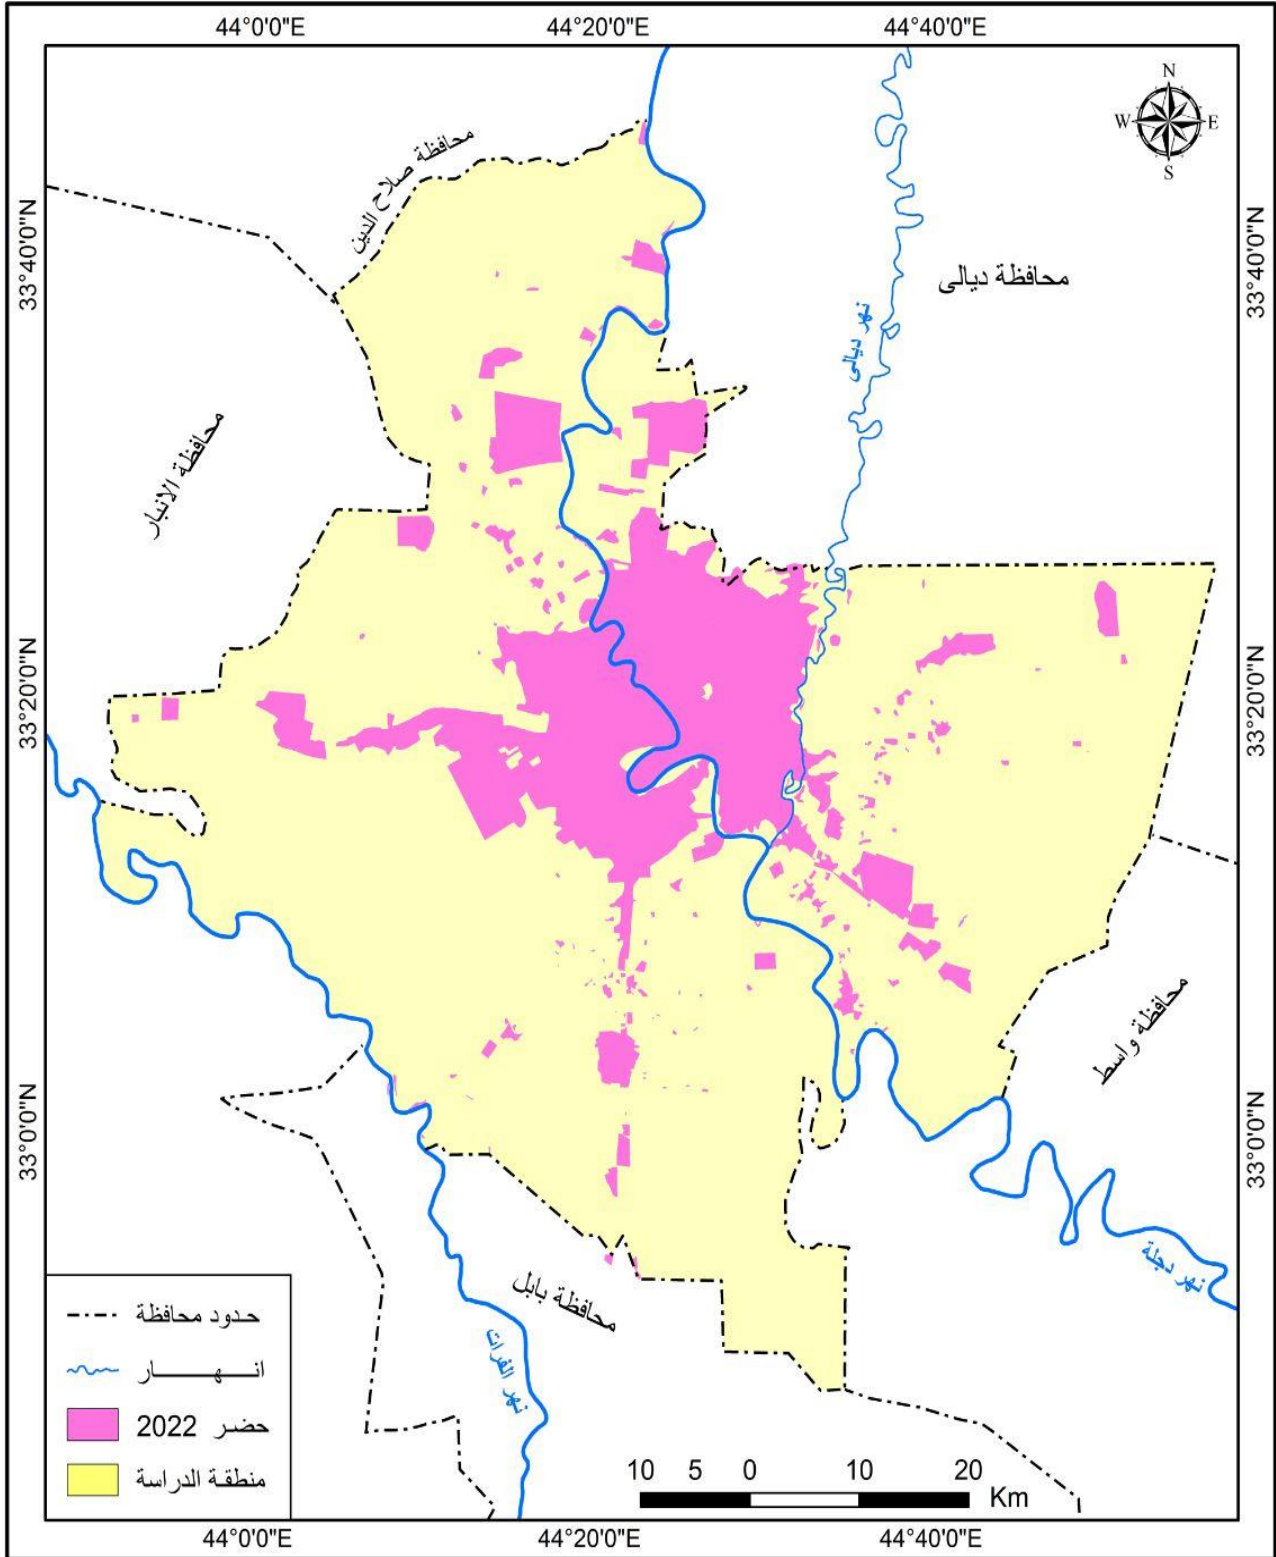 44°0'0"E
44°20'0"E
44°40'0"E
N
W
E
S
محافظة صلاح الدين
33°40'0"N
33°40'0"N
محافظة ديالى
نهر ديالى
محافظة الانبار
33°20'0"N
33°20'0"N
محافظة واسط
33°0'0"N
33°0'0"N
نهر دجلة
محافظة بابل
نهر الفرات
حدود محافظة
انــهــــار
حضر 2022
منطقة الدراسة
10 5 0 10 20
Km
44°0'0"E
44°20'0"E
44°40'0"E